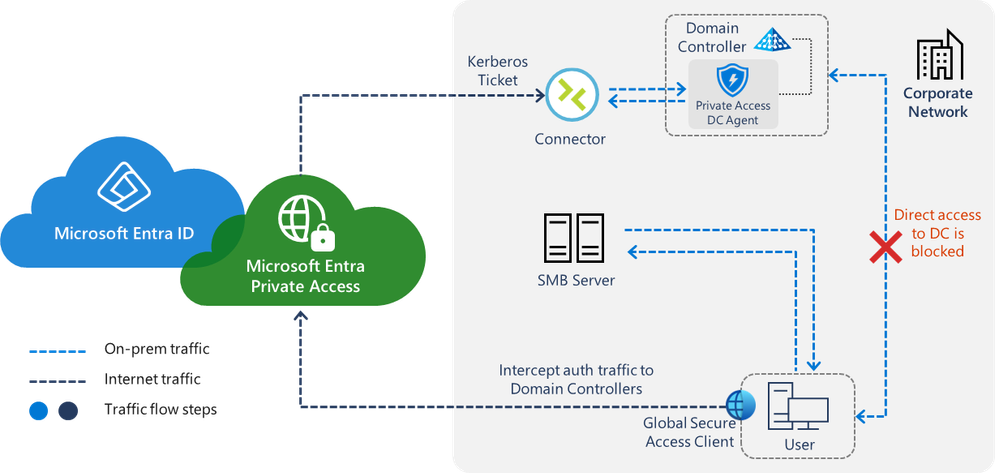 Domain
Controller
Kerberos
Ticket
Private Access
DC Agent
Corporate
Network
Connector
Direct access
to DC is
blocked
Microsoft Entra ID
Microsoft Entra
Private Access
SMB Server
On-prem traffic
Internet traffic
Traffic flow steps
Intercept auth traffic to
Domain Controllers
Global Secure
Access Client
User